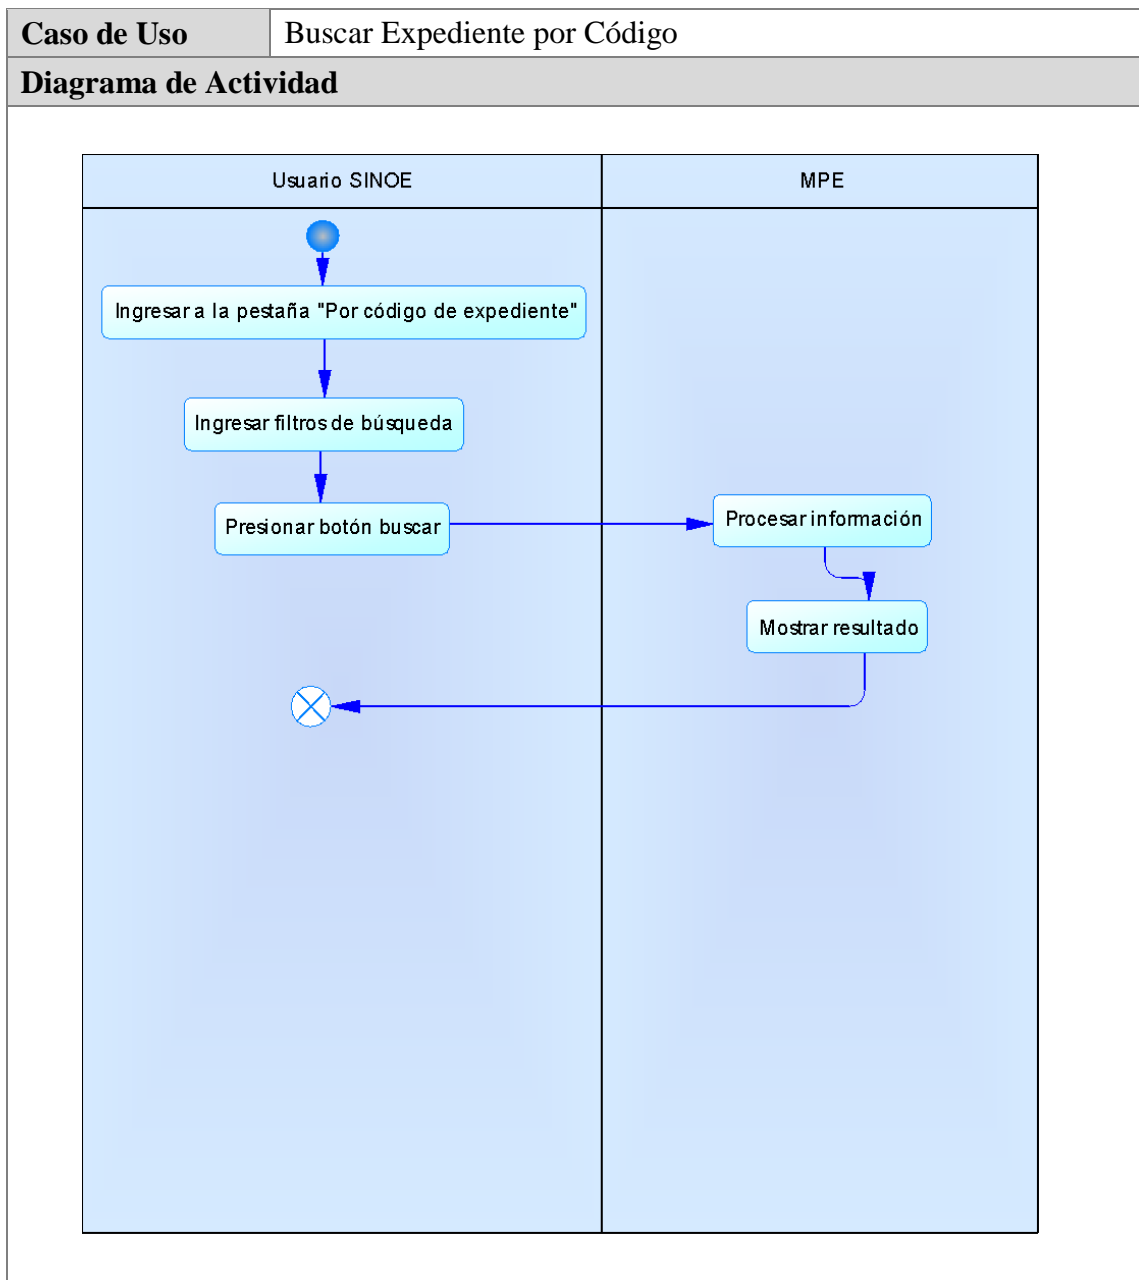 Caso de Uso Buscar Expediente por Código
Diagrama de Actividad
Usuario SINOE MPE
Ingresar a la pestaña "Por código de expediente"
Ingresar filtros de búsqueda
Presionar botón buscar
Procesar información
Mostrar resultado